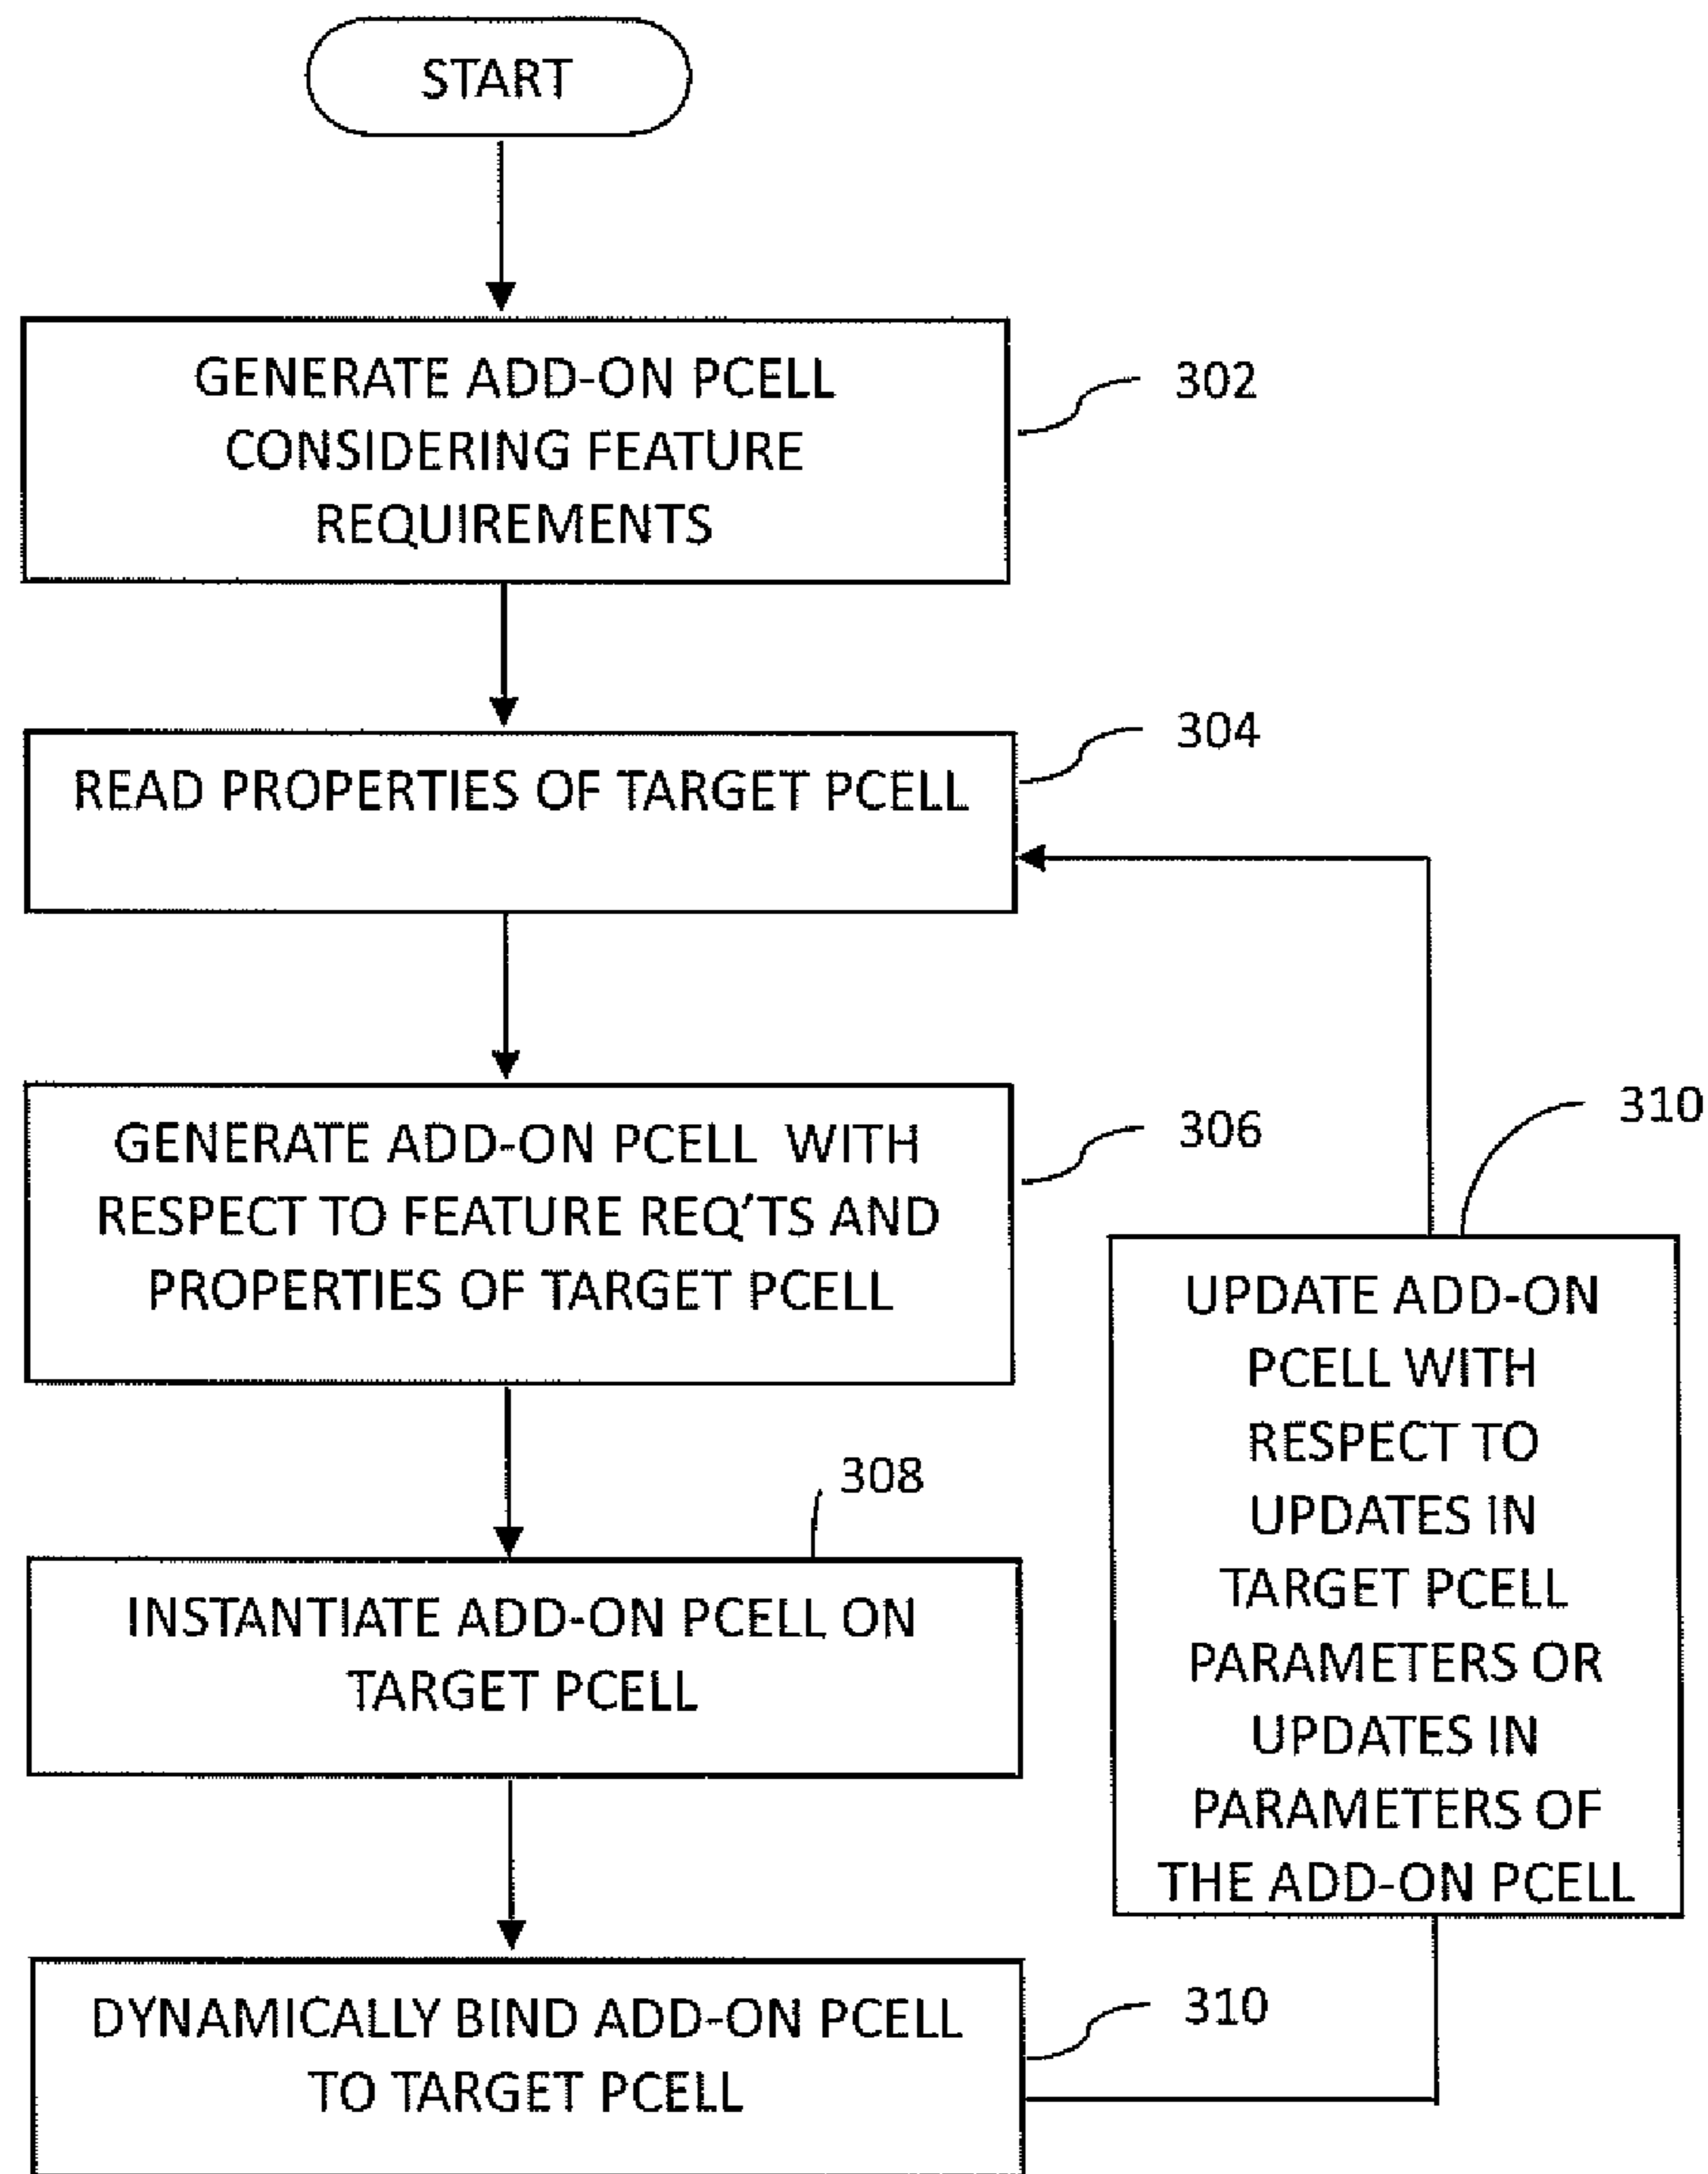 START
GENERATE ADD-ON PCELL
CONSIDERING FEATURE
REQUIREMENTS
302
READ PROPERTIES OF TARGET PCELL
304
GENERATE ADD-ON PCELL WITH
RESPECT TO FEATURE REQ'TS AND
PROPERTIES OF TARGET PCELL
306
INSTANTIATE ADD-ON PCELL ON
TARGET PCELL
308
DYNAMICALLY BIND ADD-ON PCELL
TO TARGET PCELL
310
UPDATE ADD-ON
PCELL WITH
RESPECT TO
UPDATES IN
TARGET PCELL
PARAMETERS OR
UPDATES IN
PARAMETERS OF
THE ADD-ON PCELL
310